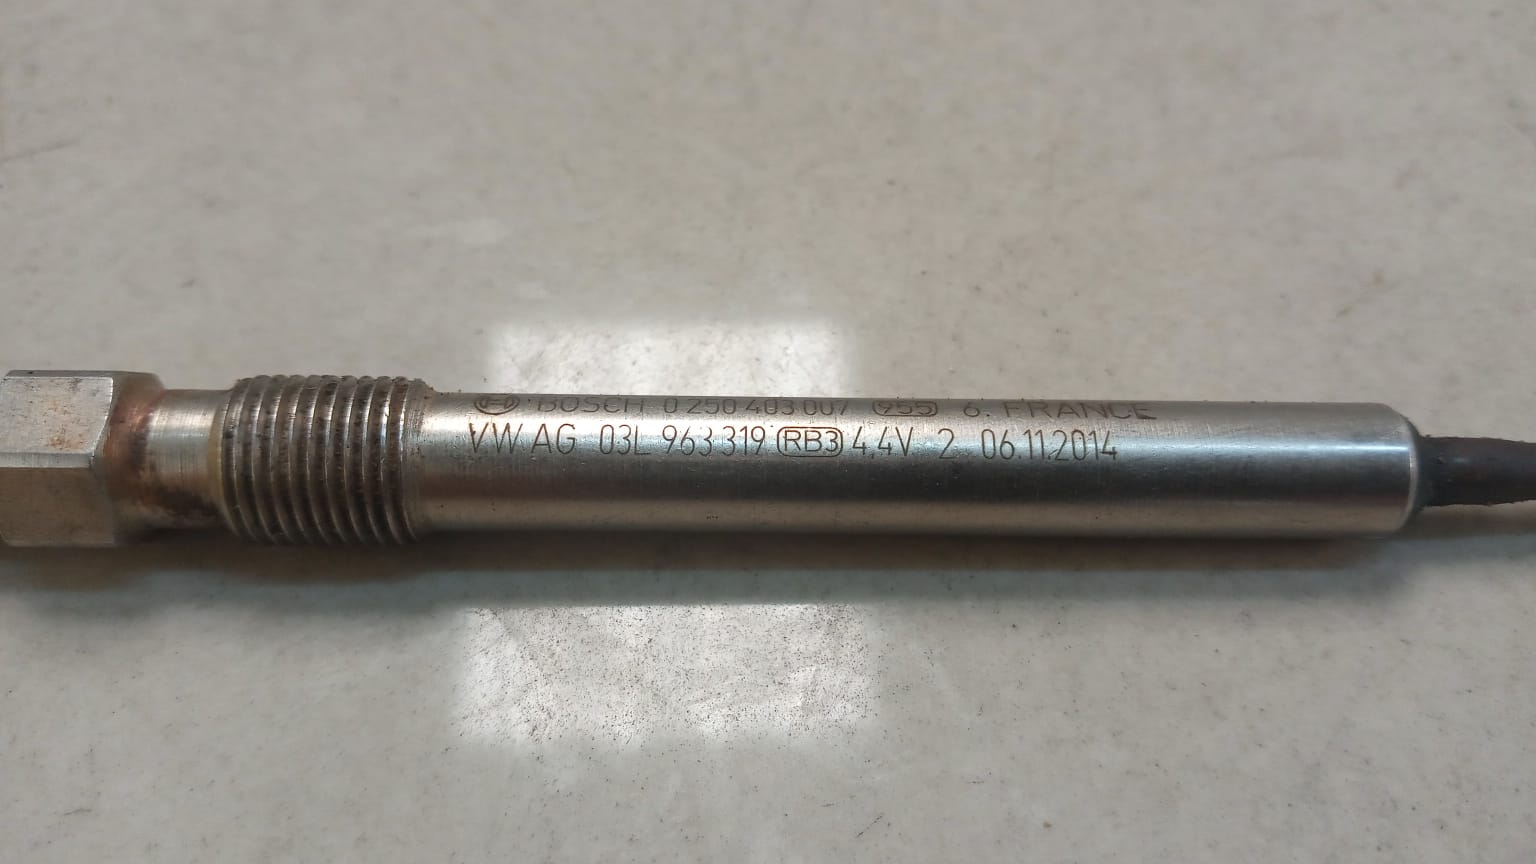 BOSCH 0 250 403 007 955 6. FRANCE
VW AG 03L 963 319 RB3 4,4V 2 06.11.2014